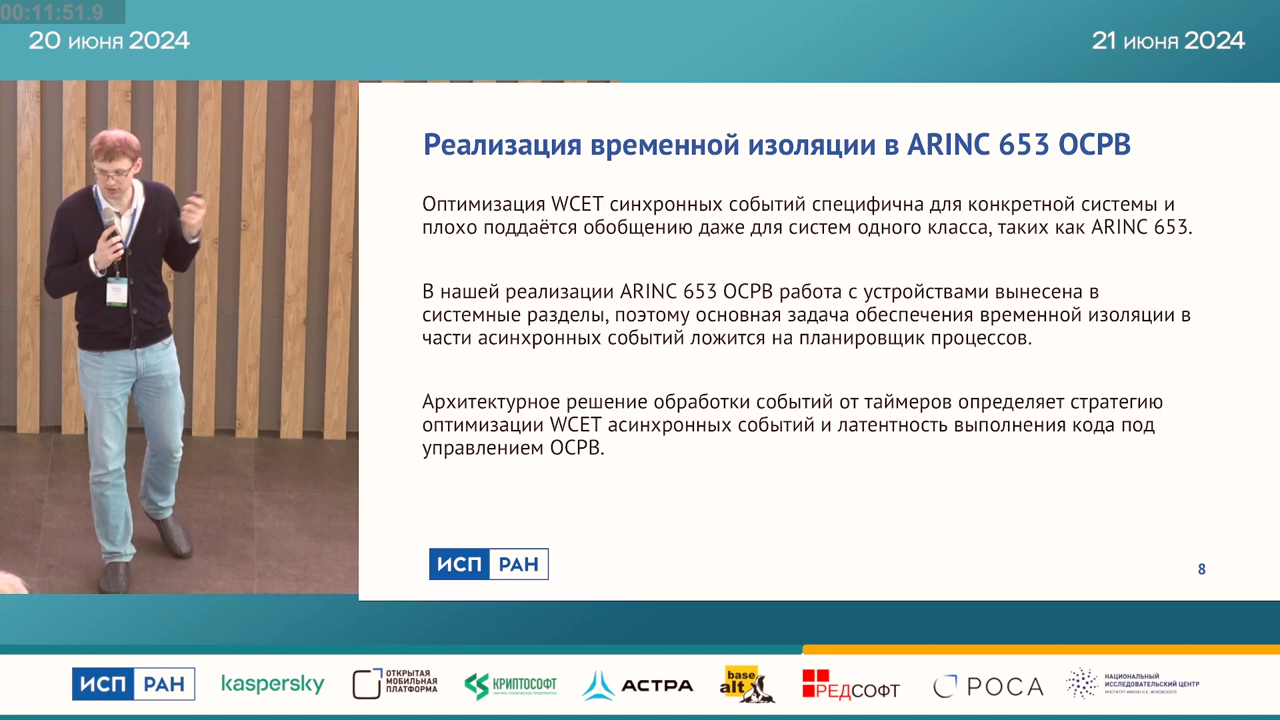 00:11:51.9
20 июня 2024
21 июня 2024
Реализация временной изоляции в ARINC 653 ОСРВ
Оптимизация WCET синхронных событий специфична для конкретной системы и
плохо поддаётся обобщению даже для систем одного класса, таких как ARINC 653.
В нашей реализации ARINC 653 ОСРВ работа с устройствами вынесена в
системные разделы, поэтому основная задача обеспечения временной изоляции в
части асинхронных событий ложится на планировщик процессов.
Архитектурное решение обработки событий от таймеров определяет стратегию
оптимизации WCET асинхронных событий и латентность выполнения кода под
управлением ОСРВ.
ИСП РАН
8
ИСП РАН
kaspersky
ОТКРЫТАЯ
МОБИЛЬНАЯ
ПЛАТФОРМА
КРИПТОСОФТ
АСТРА
base
alt
РЕДСОФТ
РОСА
НАЦИОНАЛЬНЫЙ
ИССЛЕДОВАТЕЛЬСКИЙ ЦЕНТР